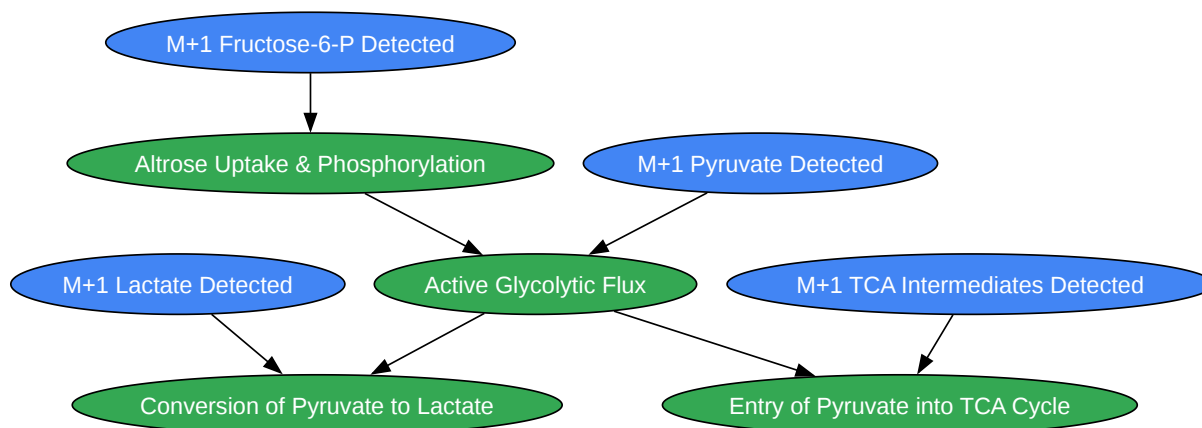 M+1 Fructose-6-P Detected
Altrose Uptake & Phosphorylation
M+1 Pyruvate Detected
M+1 Lactate Detected
Active Glycolytic Flux
M+1 TCA Intermediates Detected
Conversion of Pyruvate to Lactate
Entry of Pyruvate into TCA Cycle